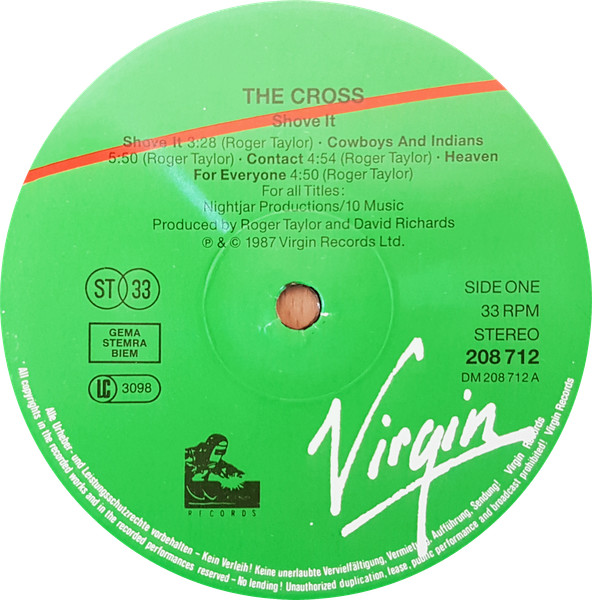 THE CROSS
Shove It
Shove It 3:28 (Roger Taylor) · Cowboys And Indians
5:50 (Roger Taylor) · Contact 4:54 (Roger Taylor) · Heaven
For Everyone 4:50 (Roger Taylor)
For all Titles:
Nightjar Productions/10 Music
Produced by Roger Taylor and David Richards
℗ & © 1987 Virgin Records Ltd.
ST 33
GEMA
STEMRA
BIEM
LC 3098
SIDE ONE
33 RPM
STEREO
208 712
DM 208 712 A
Virgin
RECORDS
Alle Urheber- und Leistungsschutzrechte vorbehalten – Kein Verleih! Keine unerlaubte Vervielfältigung, Vermietung, Aufführung, Sendung! Virgin Records
All copyrights in the recorded works and in the recorded performances reserved – No lending! Unauthorized duplication, lease, public performance and broadcast prohibited! Virgin Records